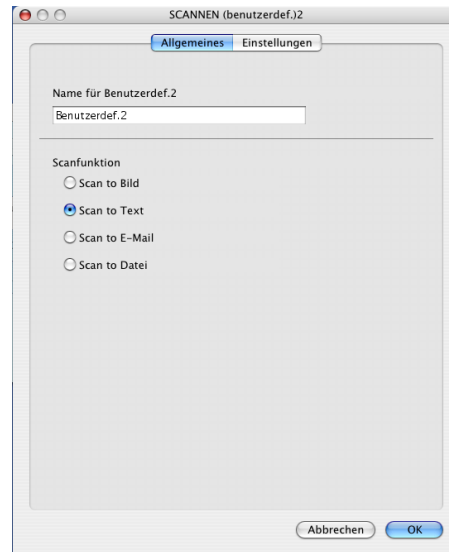 SCANNEN (benutzerdef.)2
Allgemeines Einstellungen
Name für Benutzerdef.2
Benutzerdef.2
Scanfunktion
Scan to Bild
Scan to Text
Scan to E-Mail
Scan to Datei
Abbrechen OK